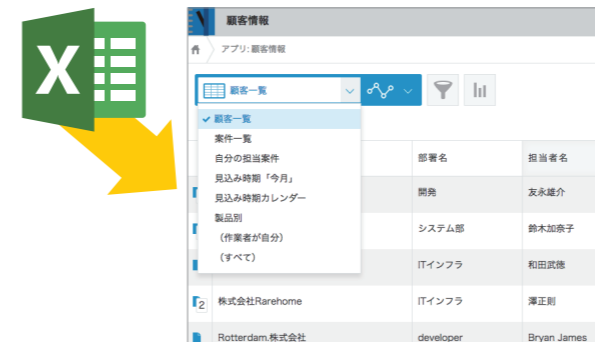 X
顧客情報
アプリ: 顧客情報
顧客一覧
顧客一覧
案件一覧
自分の担当案件
見込み時期「今月」
見込み時期カレンダー
製品別
（作業者が自分）
（すべて）
部署名 担当者名
開発 友永雄介
システム部 鈴木加奈子
ITインフラ 和田武徳
2 株式会社Rarehome ITインフラ 澤正則
Rotterdam.株式会社 developer Bryan James